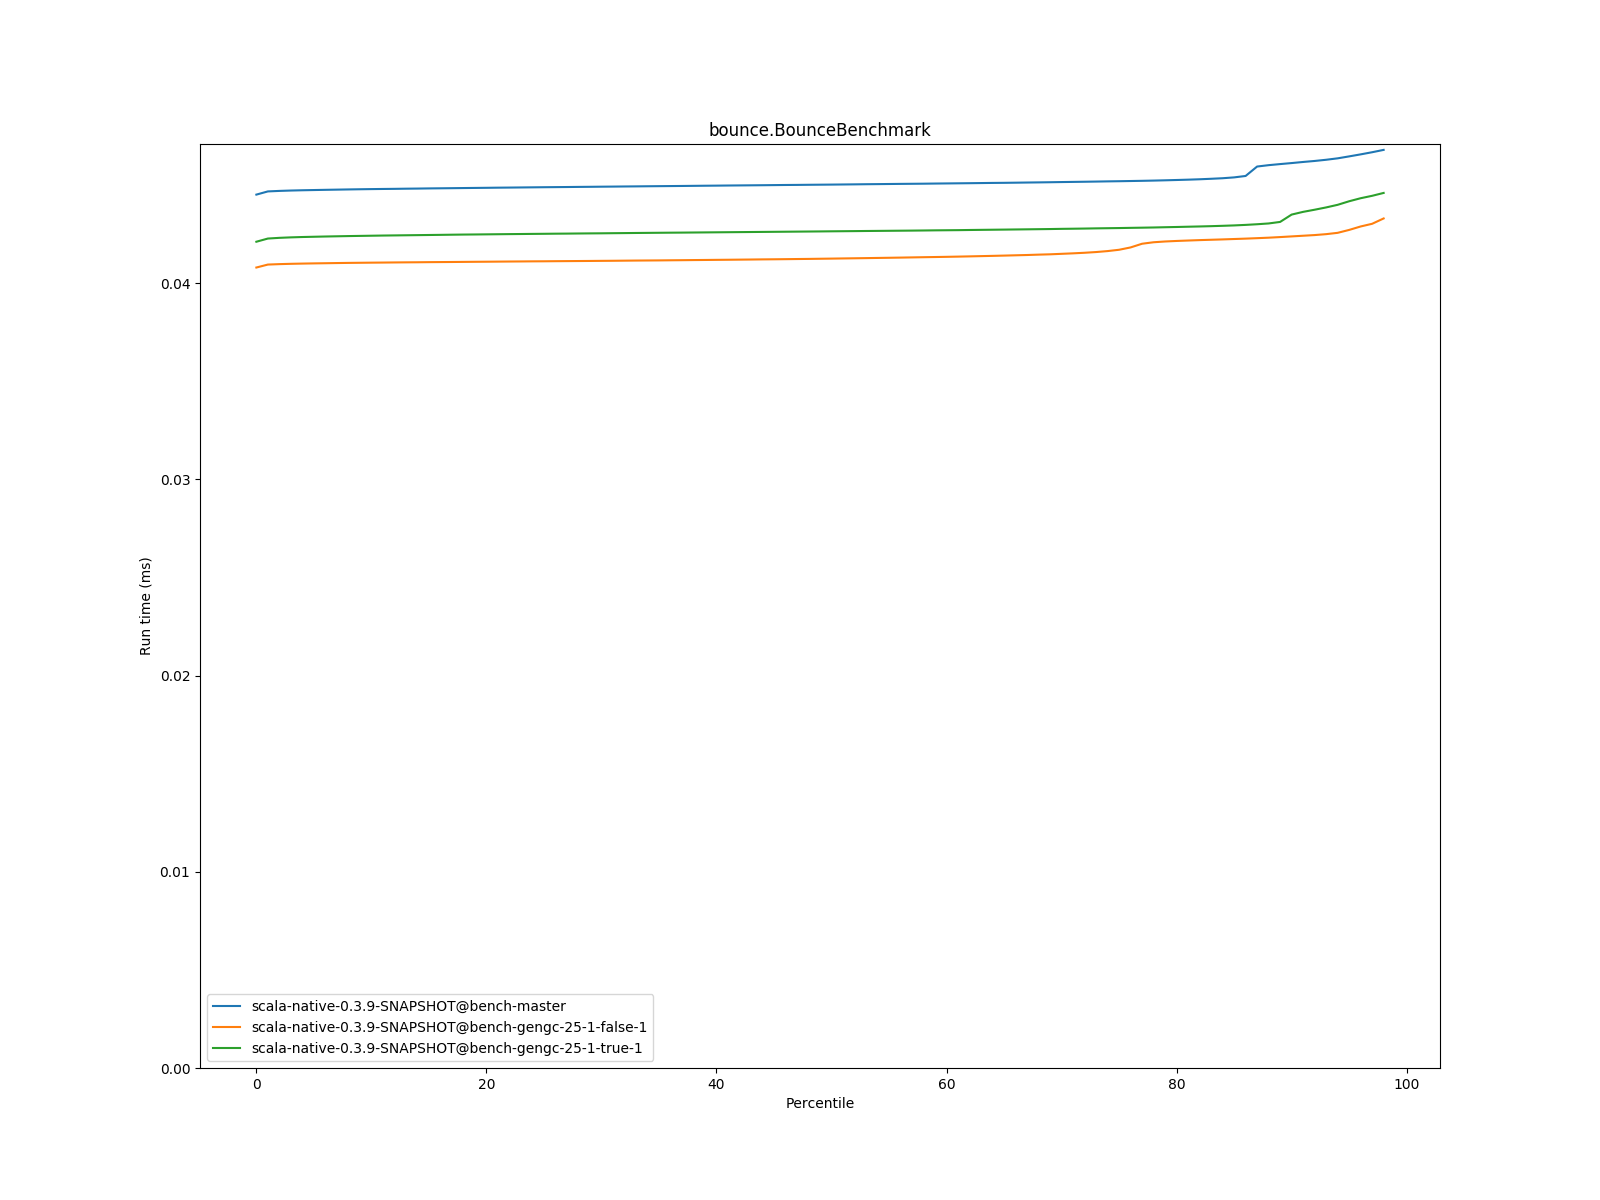 bounce.BounceBenchmark
Run time (ms)
0.04
0.03
0.02
0.01
0.00
scala-native-0.3.9-SNAPSHOT@bench-master
scala-native-0.3.9-SNAPSHOT@bench-gengc-25-1-false-1
scala-native-0.3.9-SNAPSHOT@bench-gengc-25-1-true-1
0 20 40 60 80 100
Percentile